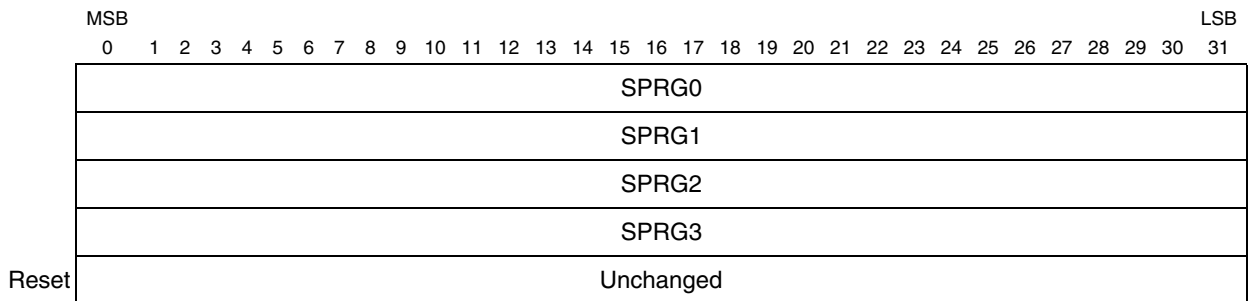 MSB LSB
0 1 2 3 4 5 6 7 8 9 10 11 12 13 14 15 16 17 18 19 20 21 22 23 24 25 26 27 28 29 30 31
SPRG0
SPRG1
SPRG2
SPRG3
Reset Unchanged